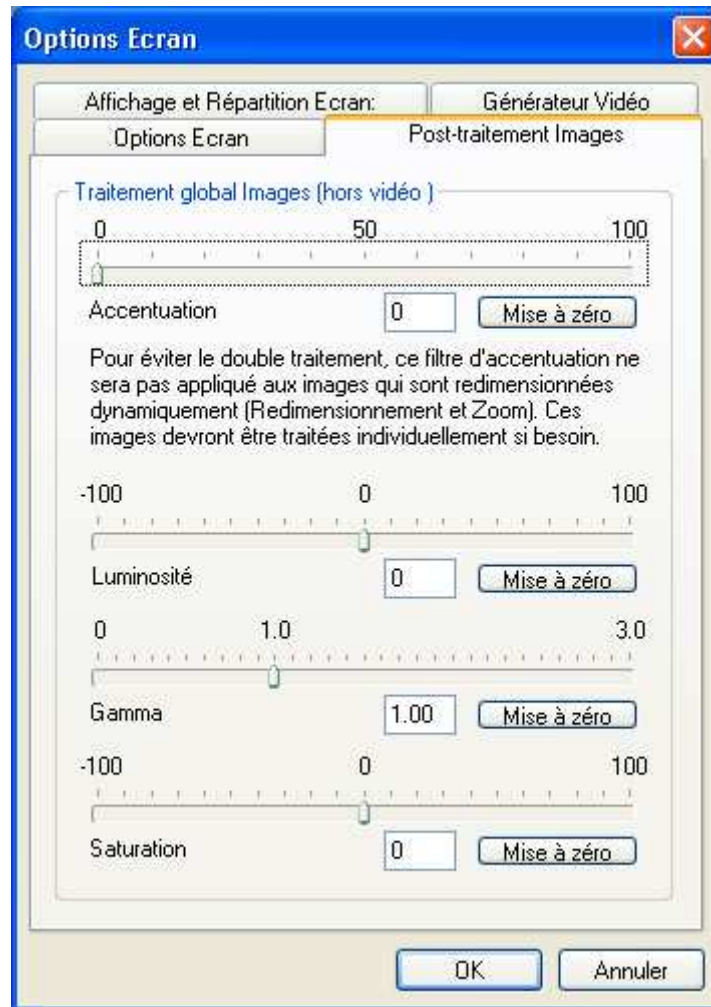 Options Ecran
Affichage et Répartition Ecran:
Générateur Vidéo
Options Ecran
Post-traitement Images
Traitement global Images (hors vidéo )
0 50 100
Accentuation 0 Mise à zéro
Pour éviter le double traitement, ce filtre d'accentuation ne
sera pas appliqué aux images qui sont redimensionnées
dynamiquement (Redimensionnement et Zoom). Ces
images devront être traitées individuellement si besoin.
-100 0 100
Luminosité 0 Mise à zéro
0 1.0 3.0
Gamma 1.00 Mise à zéro
-100 0 100
Saturation 0 Mise à zéro
OK Annuler